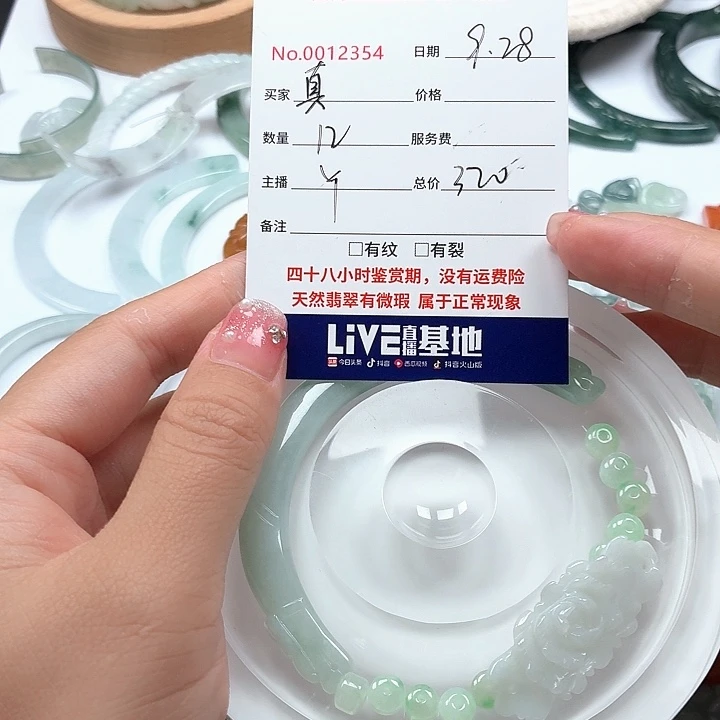 No.0012354 日期 9.28
买家 真 价格
数量 12 服务费
主播 总价 320
备注
□有纹 □有裂
四十八小时鉴赏期，没有运费险
天然翡翠有微瑕 属于正常现象
LiVE直播基地
今日头条 抖音 西瓜视频 抖音火山版